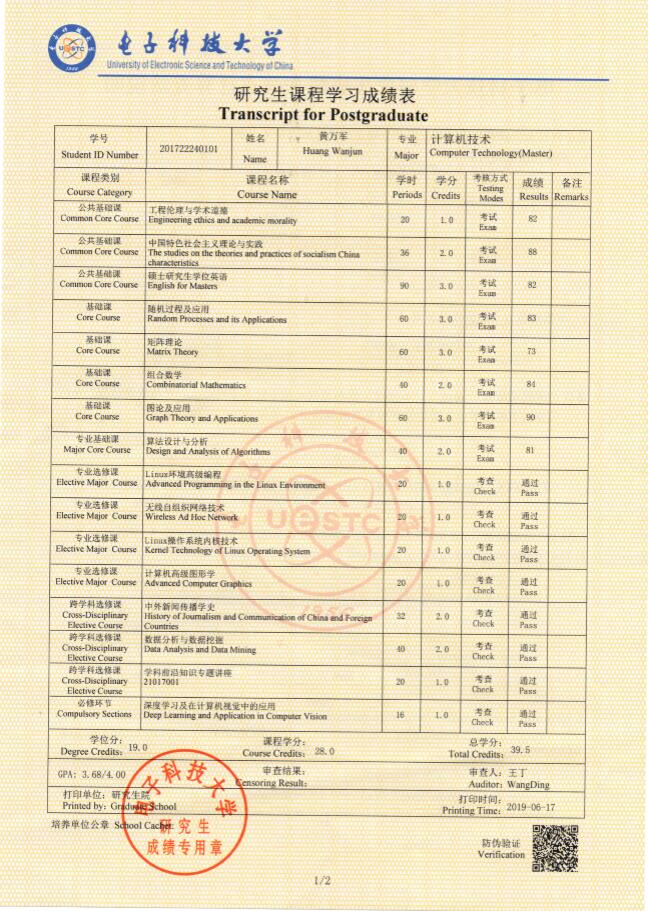 电子科技大学
University of Electronic Science and Technology of China
研究生课程学习成绩表
Transcript for Postgraduate
学号 Student ID Number 201722240101 姓名 Name 黄万军 Huang Wanjun 专业 Major 计算机技术 Computer Technology(Master)
课程类别 Course Category 课程名称 Course Name 学时 Periods 学分 Credits 考核方式 Testing Modes 成绩 Results 备注 Remarks
公共基础课 Common Core Course 工程伦理与学术道德 Engineering ethics and academic morality 20 1.0 考试 Exam 82
公共基础课 Common Core Course 中国特色社会主义理论与实践 The studies on the theories and practices of socialism China characteristics 36 2.0 考试 Exam 88
公共基础课 Common Core Course 硕士研究生学位英语 English for Masters 90 3.0 考试 Exam 82
基础课 Core Course 随机过程及应用 Random Processes and its Applications 60 3.0 考试 Exam 83
基础课 Core Course 矩阵理论 Matrix Theory 60 3.0 考试 Exam 73
基础课 Core Course 组合数学 Combinatorial Mathematics 40 2.0 考试 Exam 84
基础课 Core Course 图论及应用 Graph Theory and Applications 60 3.0 考试 Exam 90
专业基础课 Major Core Course 算法设计与分析 Design and Analysis of Algorithms 40 2.0 考试 Exam 81
专业选修课 Elective Major Course Linux环境高级编程 Advanced Programming in the Linux Environment 20 1.0 考查 Check 通过 Pass
专业选修课 Elective Major Course 无线自组织网络技术 Wireless Ad Hoc Network 20 1.0 考查 Check 通过 Pass
专业选修课 Elective Major Course Linux操作系统内核技术 Kernel Technology of Linux Operating System 20 1.0 考查 Check 通过 Pass
专业选修课 Elective Major Course 计算机高级图形学 Advanced Computer Graphics 20 1.0 考查 Check 通过 Pass
跨学科选修课 Cross-Disciplinary Elective Course 中外新闻传播学史 History of Journalism and Communication of China and Foreign Countries 32 2.0 考查 Check 通过 Pass
跨学科选修课 Cross-Disciplinary Elective Course 数据分析与数据挖掘 Data Analysis and Data Mining 40 2.0 考查 Check 通过 Pass
跨学科选修课 Cross-Disciplinary Elective Course 学科前沿知识专题讲座 21017001 20 1.0 考查 Check 通过 Pass
必修环节 Compulsory Sections 深度学习及在计算机视觉中的应用 Deep Learning and Application in Computer Vision 16 1.0 考查 Check 通过 Pass
学位分: Degree Credits: 19.0 课程学分: Course Credits: 28.0 总学分: Total Credits: 39.5
GPA: 3.68/4.00 审查结果: Censoring Result: 审查人: 王丁 Auditor: WangDing
打印单位: 研究生院 Printed by: Graduate School 打印时间: Printing Time: 2019-06-17
培养单位公章 School Cachet:
电子科技大学
研究生
成绩专用章
防伪验证
Verification
1/2
UESTC
1956